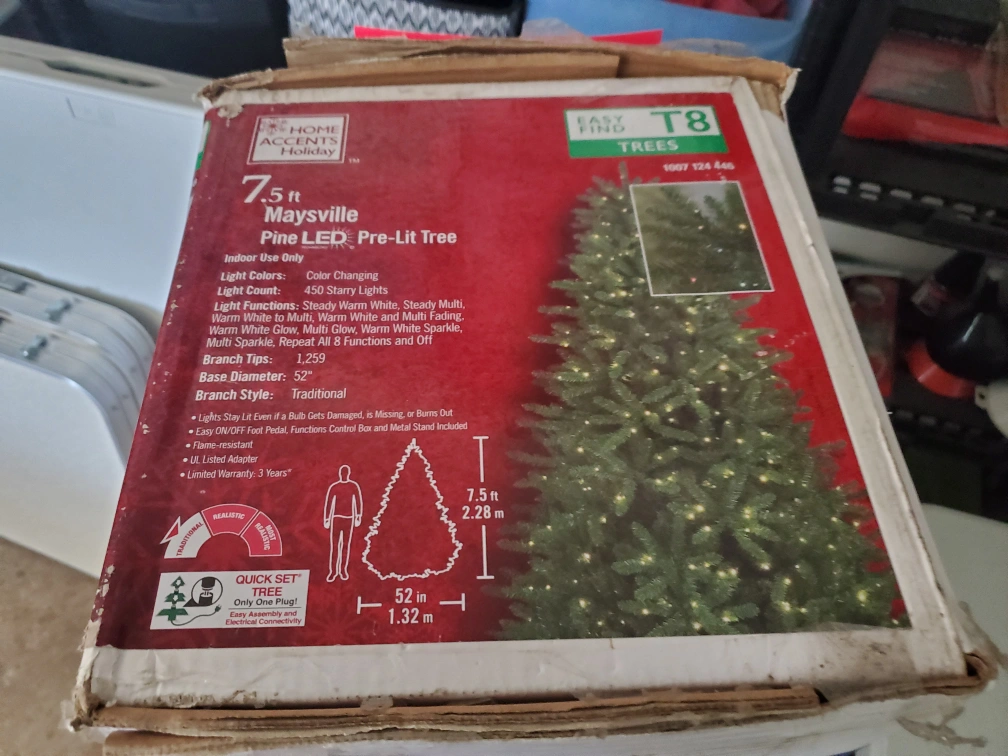 HOME
ACCENTS
Holiday
TM
EASY
FIND
T8
TREES
1007 124 446
7.5 ft
Maysville
Pine LED Pre-Lit Tree
Indoor Use Only
Light Colors: Color Changing
Light Count: 450 Starry Lights
Light Functions: Steady Warm White, Steady Multi,
Warm White to Multi, Warm White and Multi Fading,
Warm White Glow, Multi Glow, Warm White Sparkle,
Multi Sparkle, Repeat All 8 Functions and Off
Branch Tips: 1,259
Base Diameter: 52"
Branch Style: Traditional
• Lights Stay Lit Even if a Bulb Gets Damaged, is Missing, or Burns Out
• Easy ON/OFF Foot Pedal, Functions Control Box and Metal Stand Included
• Flame-resistant
• UL Listed Adapter
• Limited Warranty: 3 Years*
7.5 ft
2.28 m
TRADITIONAL
REALISTIC
MOST
REALISTIC
QUICK SET®
TREE
Only One Plug!
Easy Assembly and
Electrical Connectivity
52 in
1.32 m